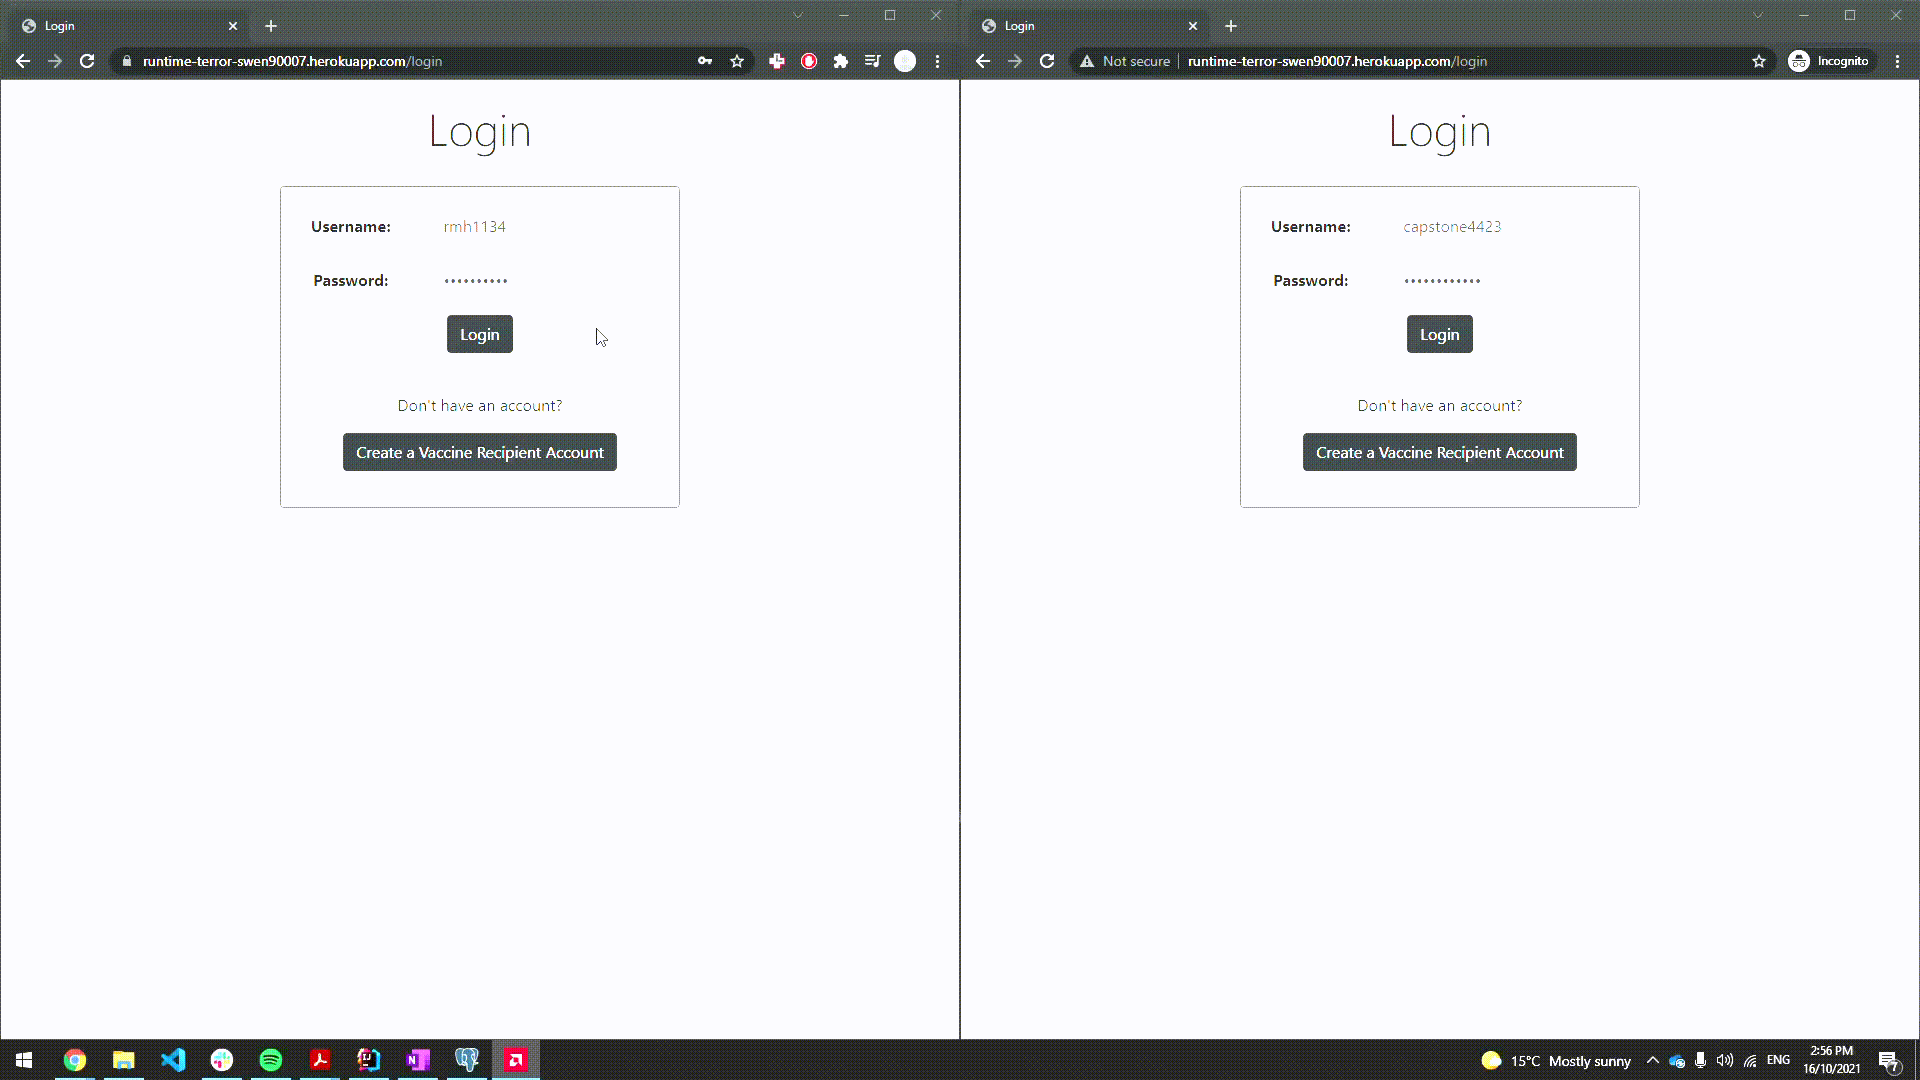 Login
runtime-terror-swen90007.herokuapp.com/login
Login
Username: rmh1134
Password: ••••••••••
Login
Don't have an account?
Create a Vaccine Recipient Account
Login
Not secure runtime-terror-swen90007.herokuapp.com/login Incognito
Login
Username: capstone4423
Password: ••••••••••••
Login
Don't have an account?
Create a Vaccine Recipient Account
15°C Mostly sunny ENG 2:56 PM
16/10/2021 7